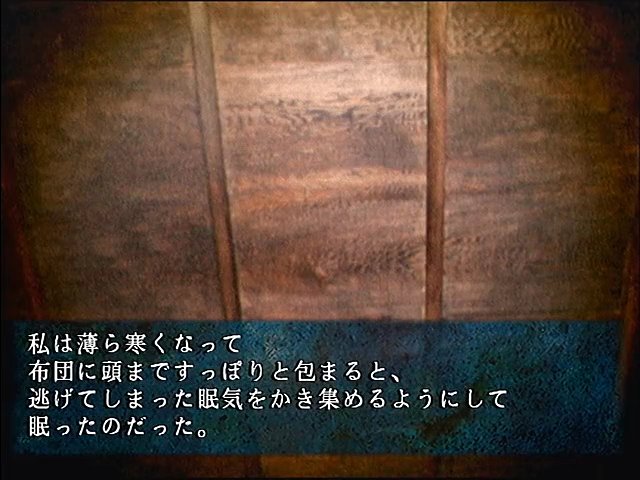 私は薄ら寒くなって
布団に頭まですっぽりと包まると、
逃げてしまった眠気をかき集めるようにして
眠ったのだった。